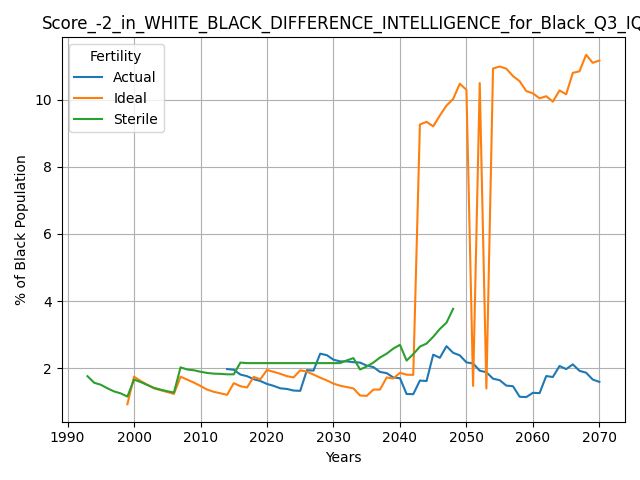 Score_-2_in_WHITE_BLACK_DIFFERENCE_INTELLIGENCE_for_Black_Q3_IQ
Fertility
Actual
Ideal
Sterile
10
8
6
4
2
% of Black Population
1990 2000 2010 2020 2030 2040 2050 2060 2070
Years